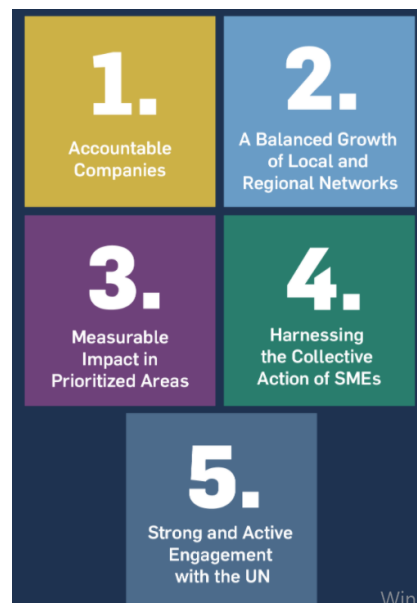 1.
Accountable
Companies
2.
A Balanced Growth
of Local and
Regional Networks
3.
Measurable
Impact in
Prioritized Areas
4.
Harnessing
the Collective
Action of SMEs
5.
Strong and Active
Engagement
with the UN
Win